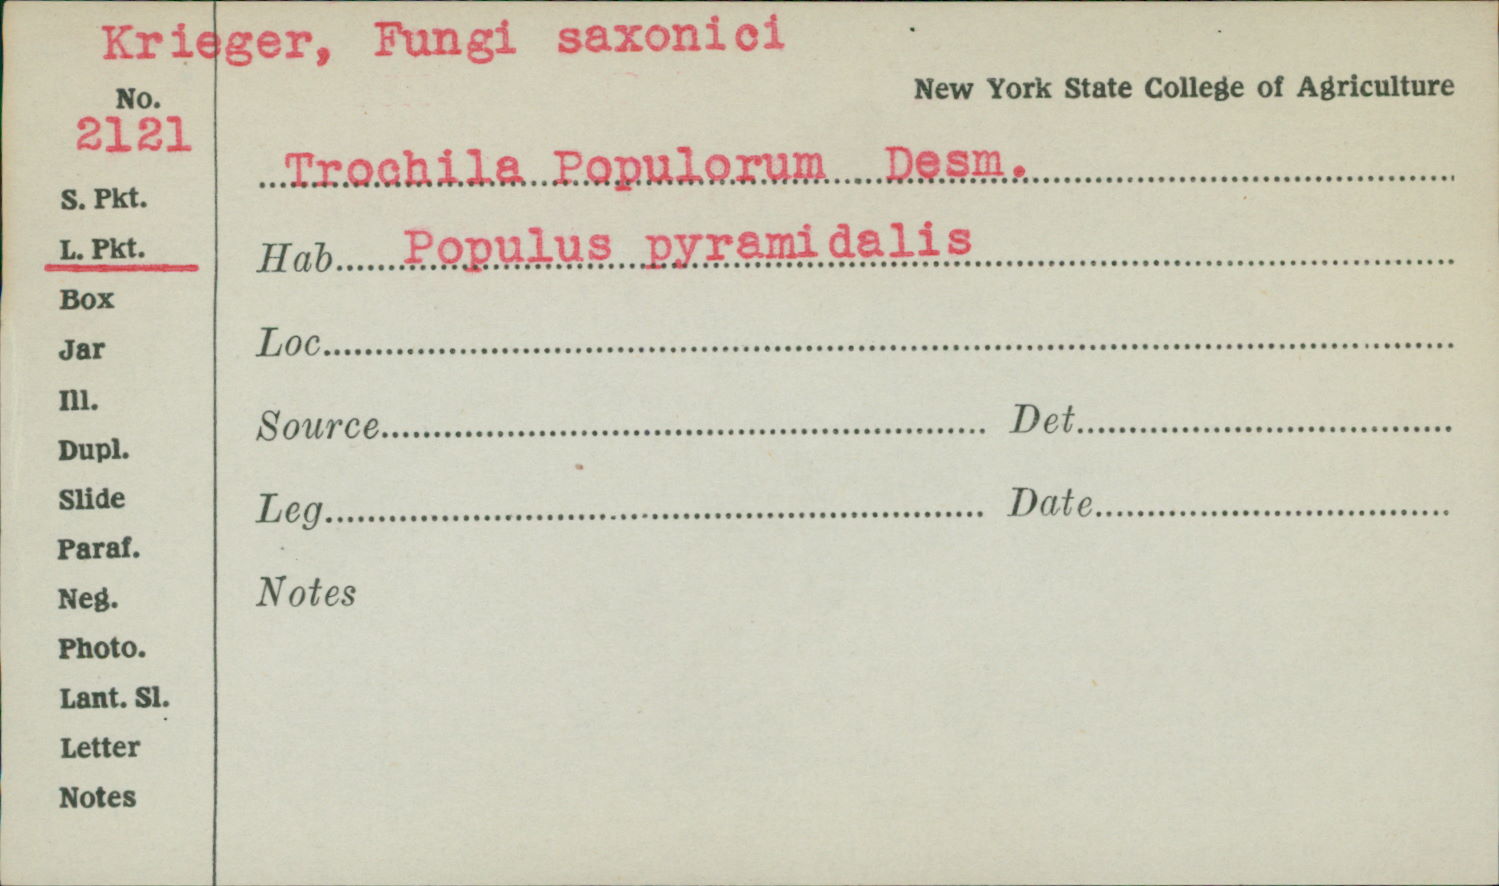 Krieger, Fungi saxonici
New York State College of Agriculture
No.
2121
Trochila Populorum Desm.
S. Pkt.
L. Pkt.
Hab. Populus pyramidalis
Box
Jar
Loc.
Ill.
Source Det.
Dupl.
Slide
Leg. Date
Paraf.
Neg.
Notes
Photo.
Lant. Sl.
Letter
Notes